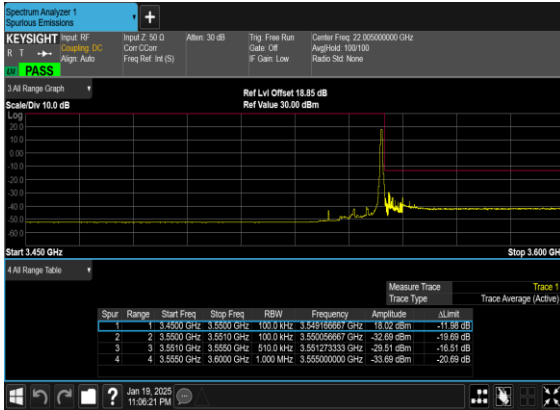 Spectrum Analyzer 1
Spurious Emissions
+
KEYSIGHT Input: RF Input Z: 50 Ω Atten: 30 dB Trig: Free Run Center Freq: 22.005000000 GHz
R T Coupling: DC Corr CCorr Gate: Off Avg|Hold: 100/100
Align: Auto Freq Ref: Int (S) IF Gain: Low Radio Std: None
PASS
3 All Range Graph
Ref Lvl Offset 18.85 dB
Scale/Div 10.0 dB Ref Value 30.00 dBm
Log
20.0
10.0
0.00
-10.0
-20.0
-30.0
-40.0
-50.0
-60.0
Start 3.450 GHz Stop 3.600 GH
4 All Range Table
Measure Trace Trace 1
Trace Type Trace Average (Active)
Spur Range Start Freq Stop Freq RBW Frequency Amplitude ΔLimit
1 1 3.4500 GHz 3.5500 GHz 100.0 kHz 3.549166667 GHz 18.02 dBm -11.98 dB
2 2 3.5500 GHz 3.5510 GHz 100.0 kHz 3.550056667 GHz -32.69 dBm -19.69 dB
3 3 3.5510 GHz 3.5550 GHz 510.0 kHz 3.551273333 GHz -29.51 dBm -16.51 dB
4 4 3.5550 GHz 3.6000 GHz 1.000 MHz 3.555000000 GHz -33.69 dBm -20.69 dB
?
Jan 19, 2025
11:06:21 PM